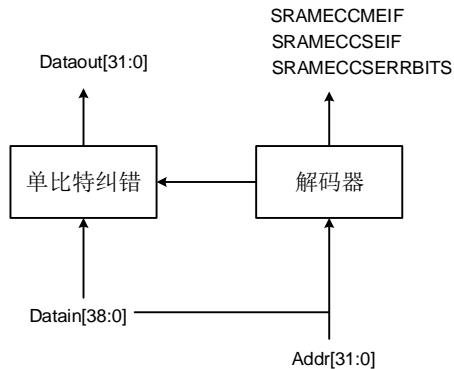 SRAMECCMEIF
SRAMECCSEIF
SRAMECCSERRBITS
Dataout[31:0]
单比特纠错
解码器
Datain[38:0]
Addr[31:0]